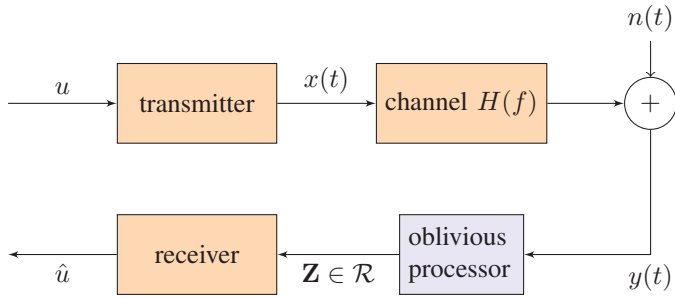 n(t)
u
transmitter
x(t)
channel H(f)
+
û
receiver
Z ∈ R
oblivious
processor
y(t)